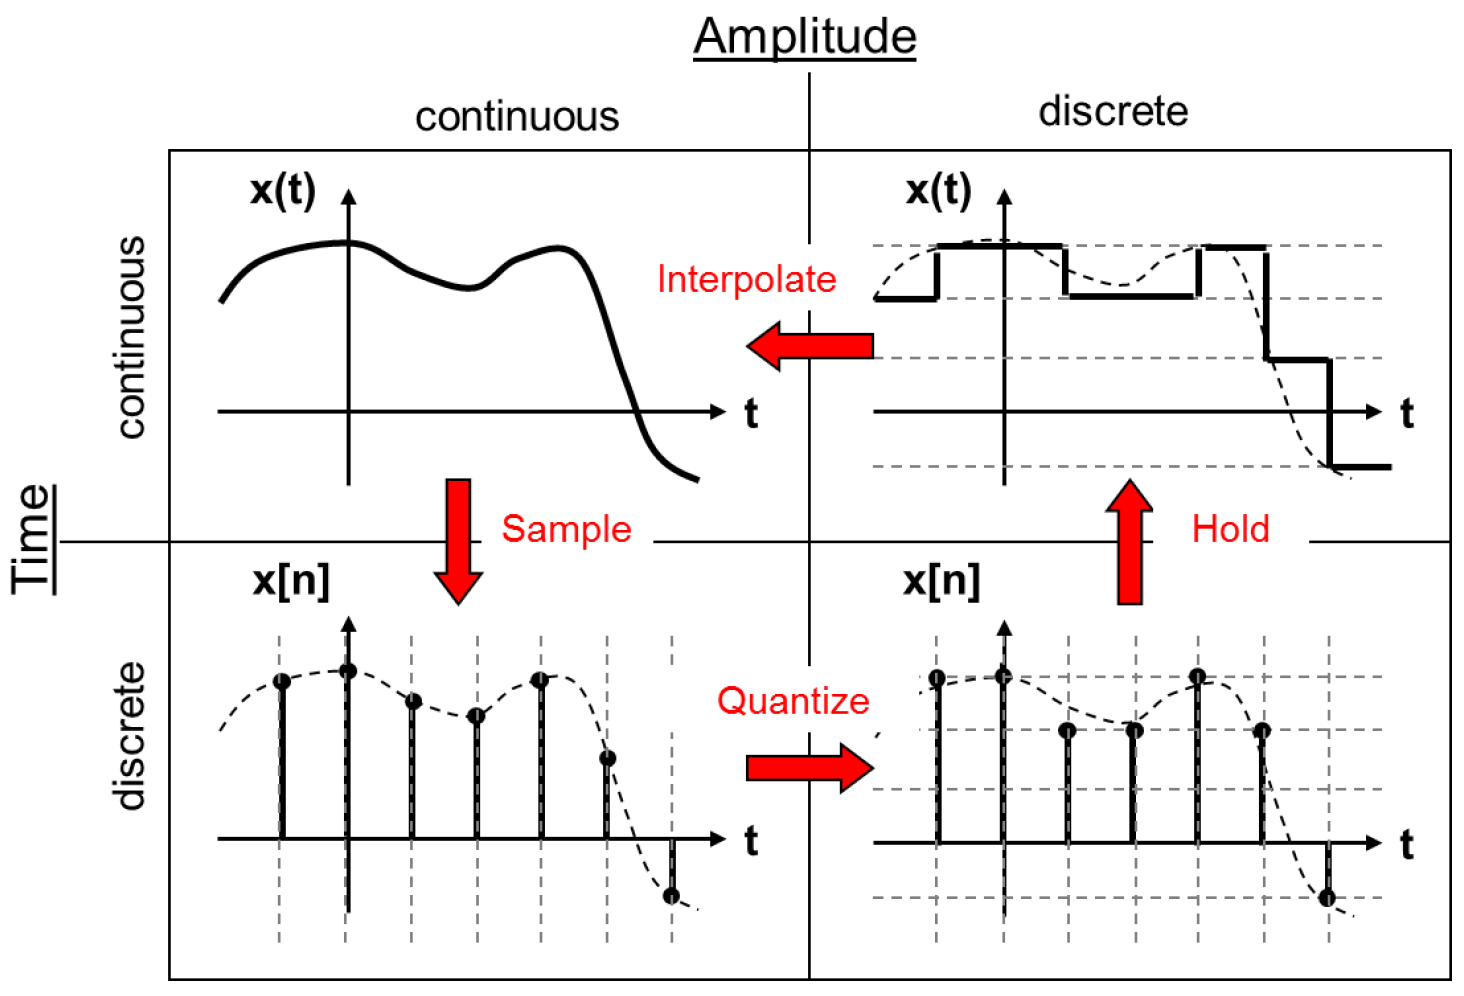 Amplitude
continuous
discrete
Time
continuous
x(t)
t
Interpolate
x(t)
t
Sample
Hold
discrete
x[n]
t
Quantize
x[n]
t